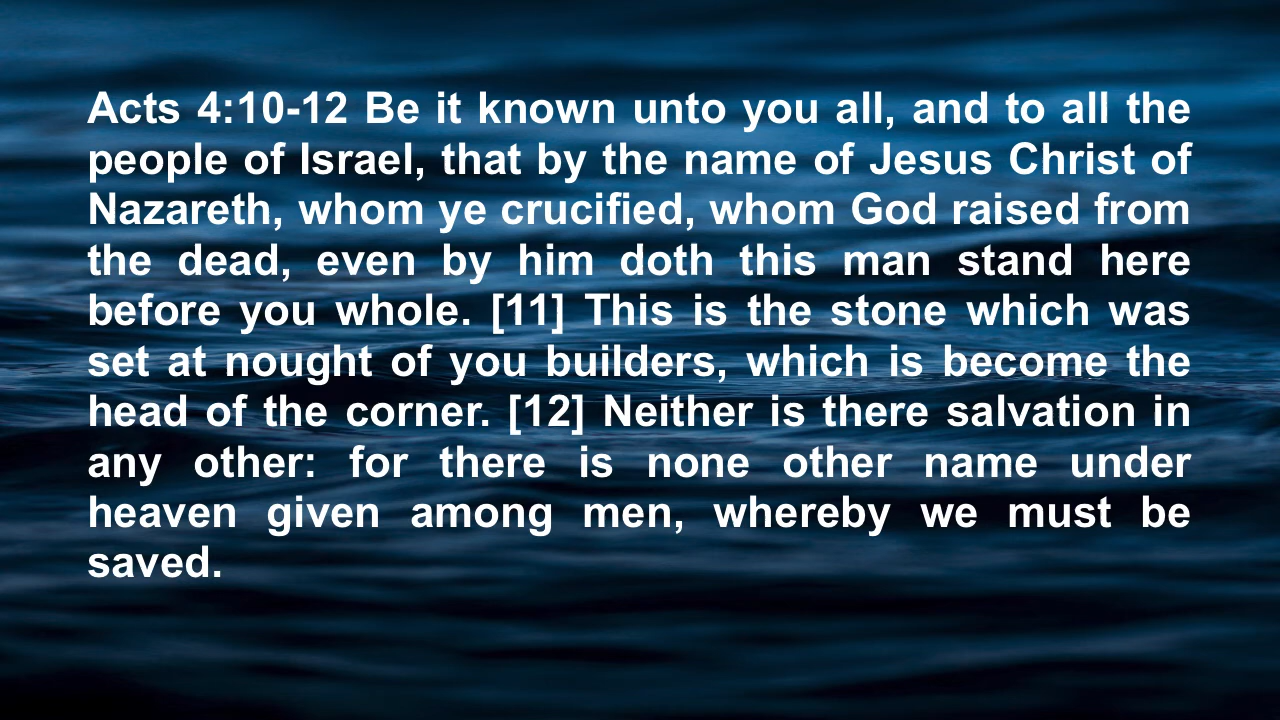 Acts 4:10-12 Be it known unto you all, and to all the
people of Israel, that by the name of Jesus Christ of
Nazareth, whom ye crucified, whom God raised from
the dead, even by him doth this man stand here
before you whole. [11] This is the stone which was
set at nought of you builders, which is become the
head of the corner. [12] Neither is there salvation in
any other: for there is none other name under
heaven given among men, whereby we must be
saved.